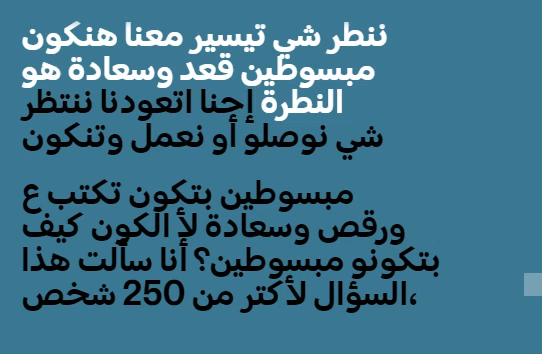 ننطر شي تيسير معنا هنكون
مبسوطين قعد وسعادة هو
النطرة إحنا اتعودنا ننتظر
شي نوصلو أو نعمل وتنكون
مبسوطين بتكون تكتب ع
ورقص وسعادة لأ الكون كيف
بتكونو مبسوطين؟ أنا سألت هذا
،السؤال لأكتر من 250 شخص